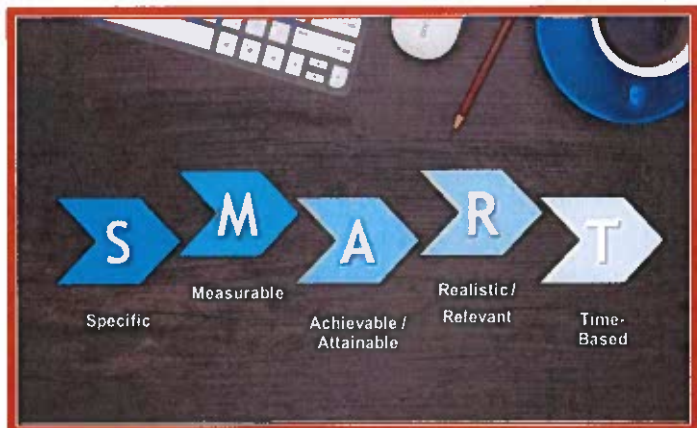 S
Specific
M
Measurable
A
Achievable /
Attainable
R
Realistic /
Relevant
T
Time-
Based